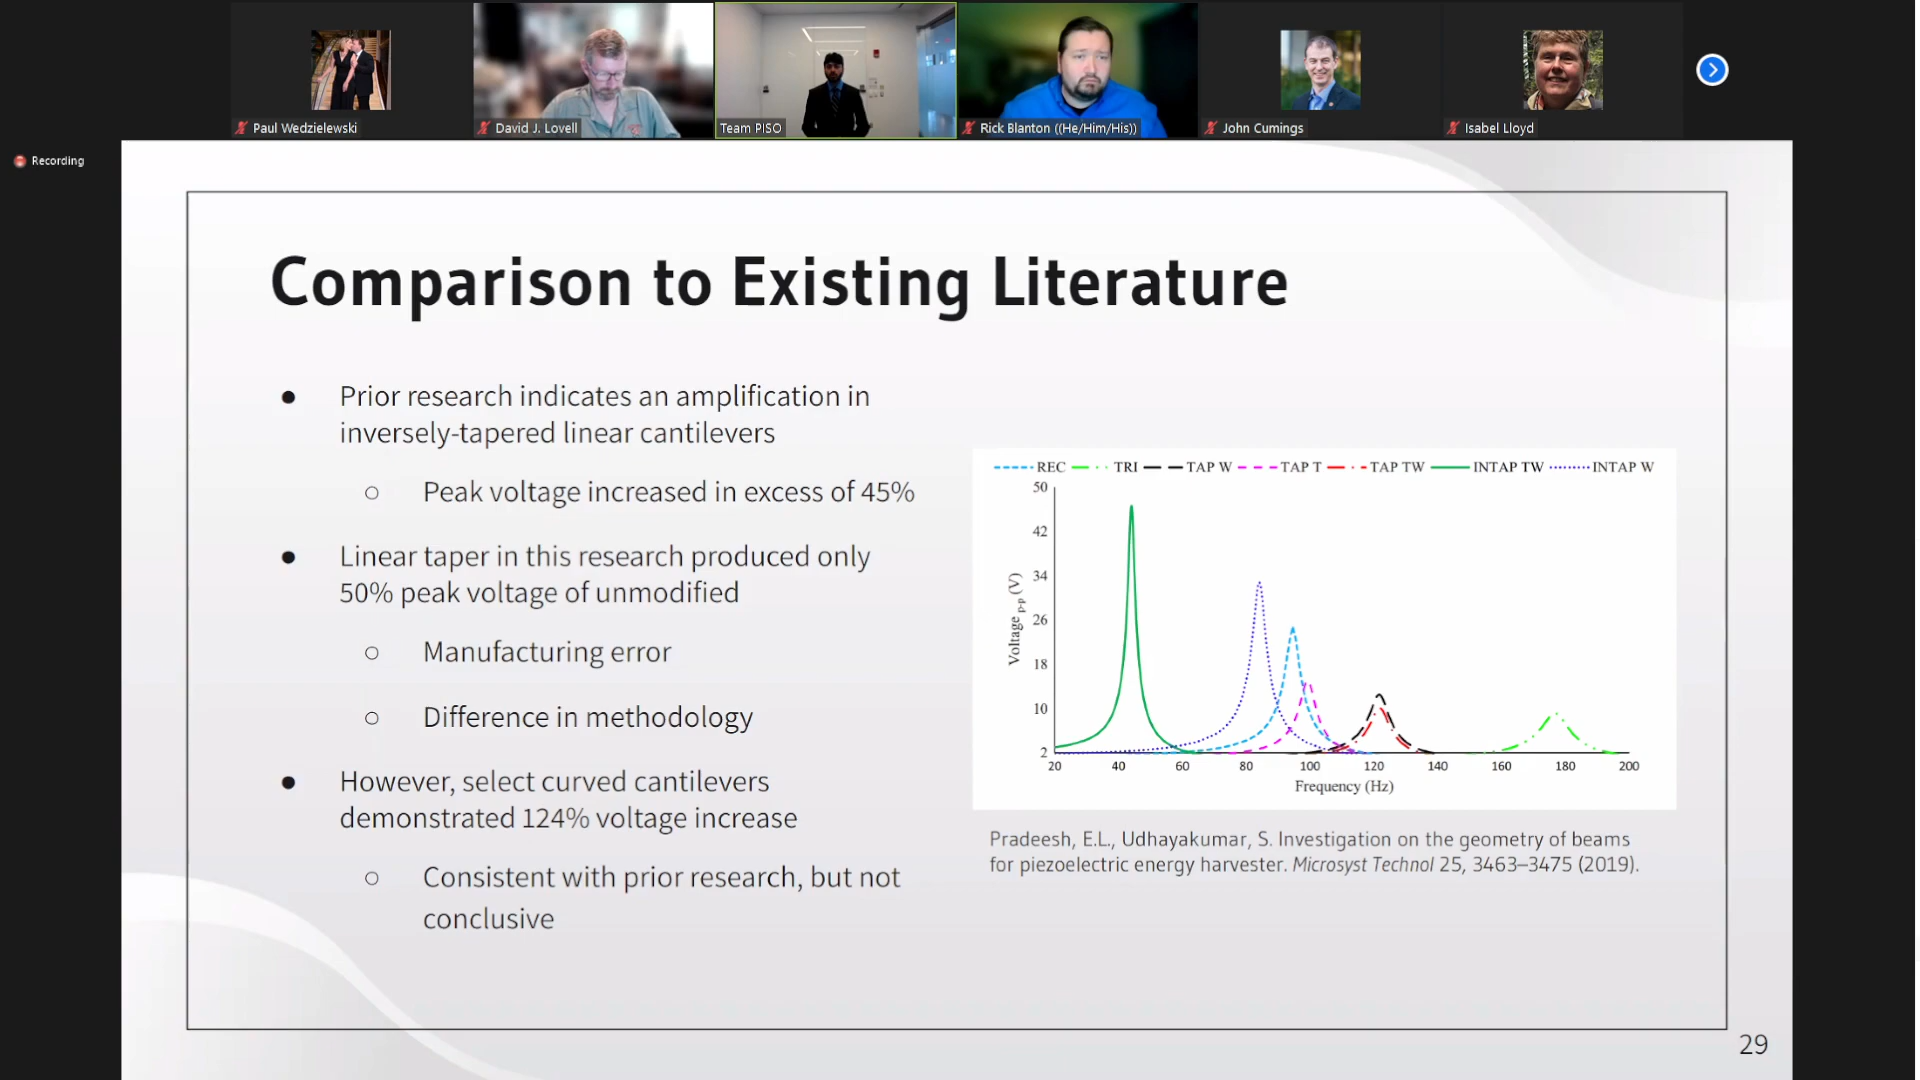 Paul Wedzielewski
David J. Lovell
Team PISO
Rick Blanton ((He/Him/His))
John Cumings
Isabel Lloyd
Recording
Comparison to Existing Literature
● Prior research indicates an amplification in
inversely-tapered linear cantilevers
○ Peak voltage increased in excess of 45%
● Linear taper in this research produced only
50% peak voltage of unmodified
○ Manufacturing error
○ Difference in methodology
● However, select curved cantilevers
demonstrated 124% voltage increase
○ Consistent with prior research, but not
conclusive
REC TRI TAP W TAP T TAP TW INTAP TW INTAP W
50
42
34
26
18
10
2
Voltage p-p (V)
20 40 60 80 100 120 140 160 180 200
Frequency (Hz)
Pradeesh, E.L., Udhayakumar, S. Investigation on the geometry of beams
for piezoelectric energy harvester. Microsyst Technol 25, 3463–3475 (2019).
29